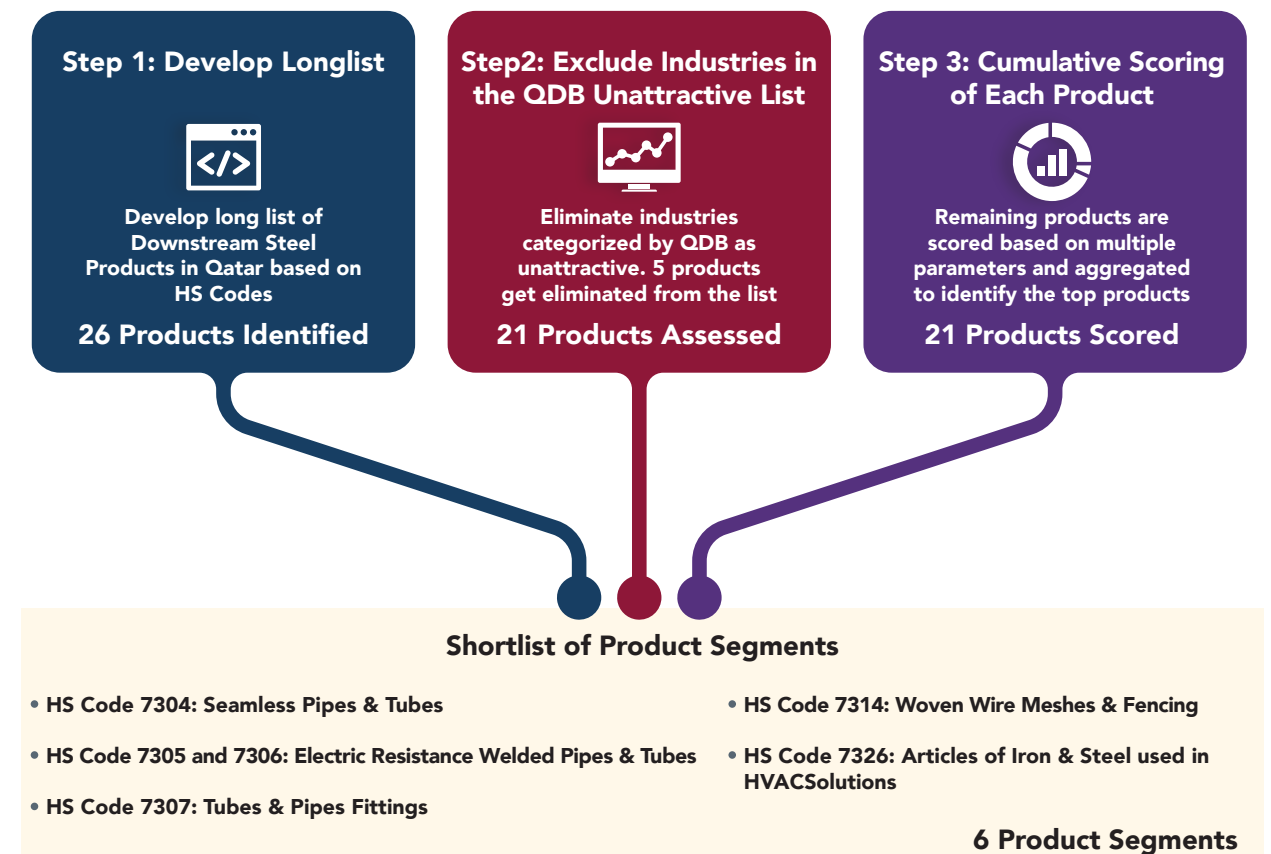 Step 1: Develop Longlist
</>
Develop long list of
Downstream Steel
Products in Qatar based on
HS Codes
26 Products Identified
Step2: Exclude Industries in
the QDB Unattractive List
Eliminate industries
categorized by QDB as
unattractive. 5 products
get eliminated from the list
21 Products Assessed
Step 3: Cumulative Scoring
of Each Product
Remaining products are
scored based on multiple
parameters and aggregated
to identify the top products
21 Products Scored
Shortlist of Product Segments
• HS Code 7304: Seamless Pipes & Tubes
• HS Code 7305 and 7306: Electric Resistance Welded Pipes & Tubes
• HS Code 7307: Tubes & Pipes Fittings
• HS Code 7314: Woven Wire Meshes & Fencing
• HS Code 7326: Articles of Iron & Steel used in
HVACSolutions
6 Product Segments